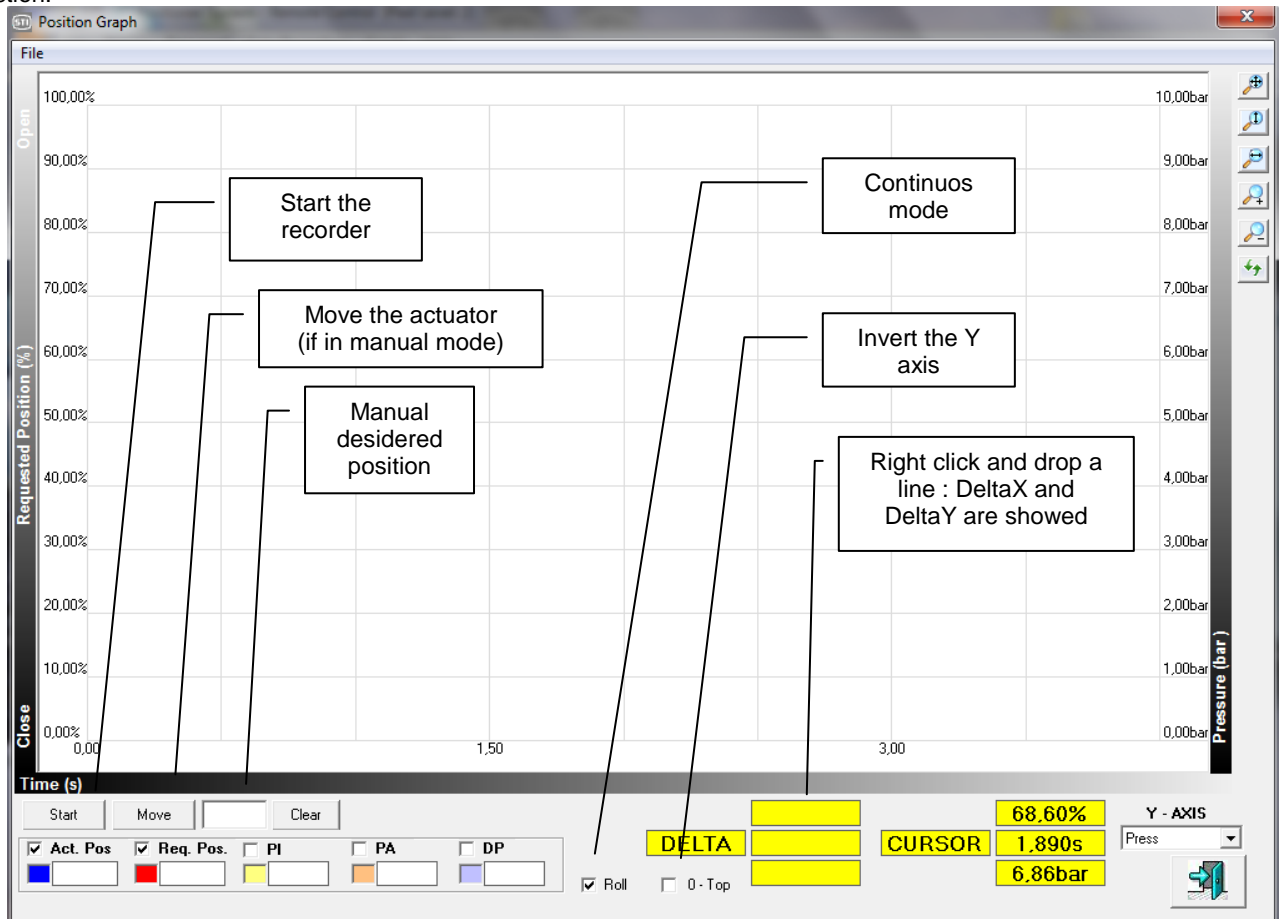 ction.
STI Position Graph
x
File
100,00%
10,00bar
Open
90,00%
9,00bar
Continuos
mode
Start the
recorder
80,00%
8,00bar
70,00%
7,00bar
Move the actuator
(if in manual mode)
Invert the Y
axis
60,00%
6,00bar
Requested Position (%)
50,00%
5,00bar
Manual
desidered
position
Right click and drop a
line : DeltaX and
DeltaY are showed
40,00%
4,00bar
30,00%
3,00bar
20,00%
2,00bar
Pressure (bar )
10,00%
1,00bar
Close
0,00%
0,00bar
0,00
1,50
3,00
Time (s)
Start Move Clear
68,60% Y - AXIS
DELTA CURSOR 1,890s Press
6,86bar
Act. Pos Req. Pos. PI PA DP
Roll 0 - Top